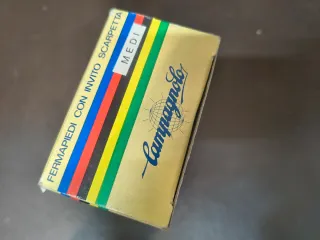 FERMAPIEDI CON INVITO SCARPETTA
MEDI
Campagnolo